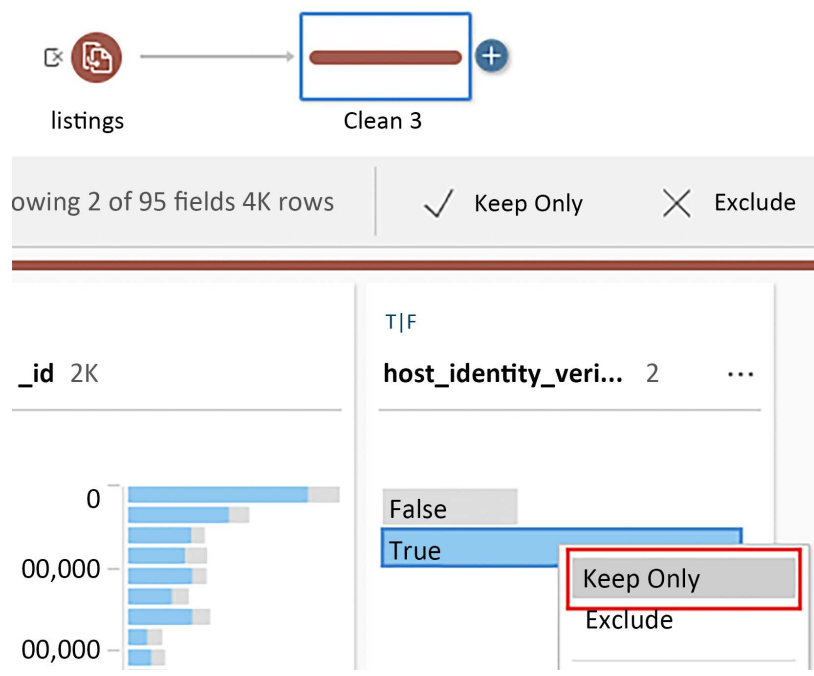 listings
Clean 3
owing 2 of 95 fields 4K rows
Keep Only
Exclude
T|F
_id 2K
host_identity_veri... 2
...
0
00,000
00,000
False
True
Keep Only
Exclude